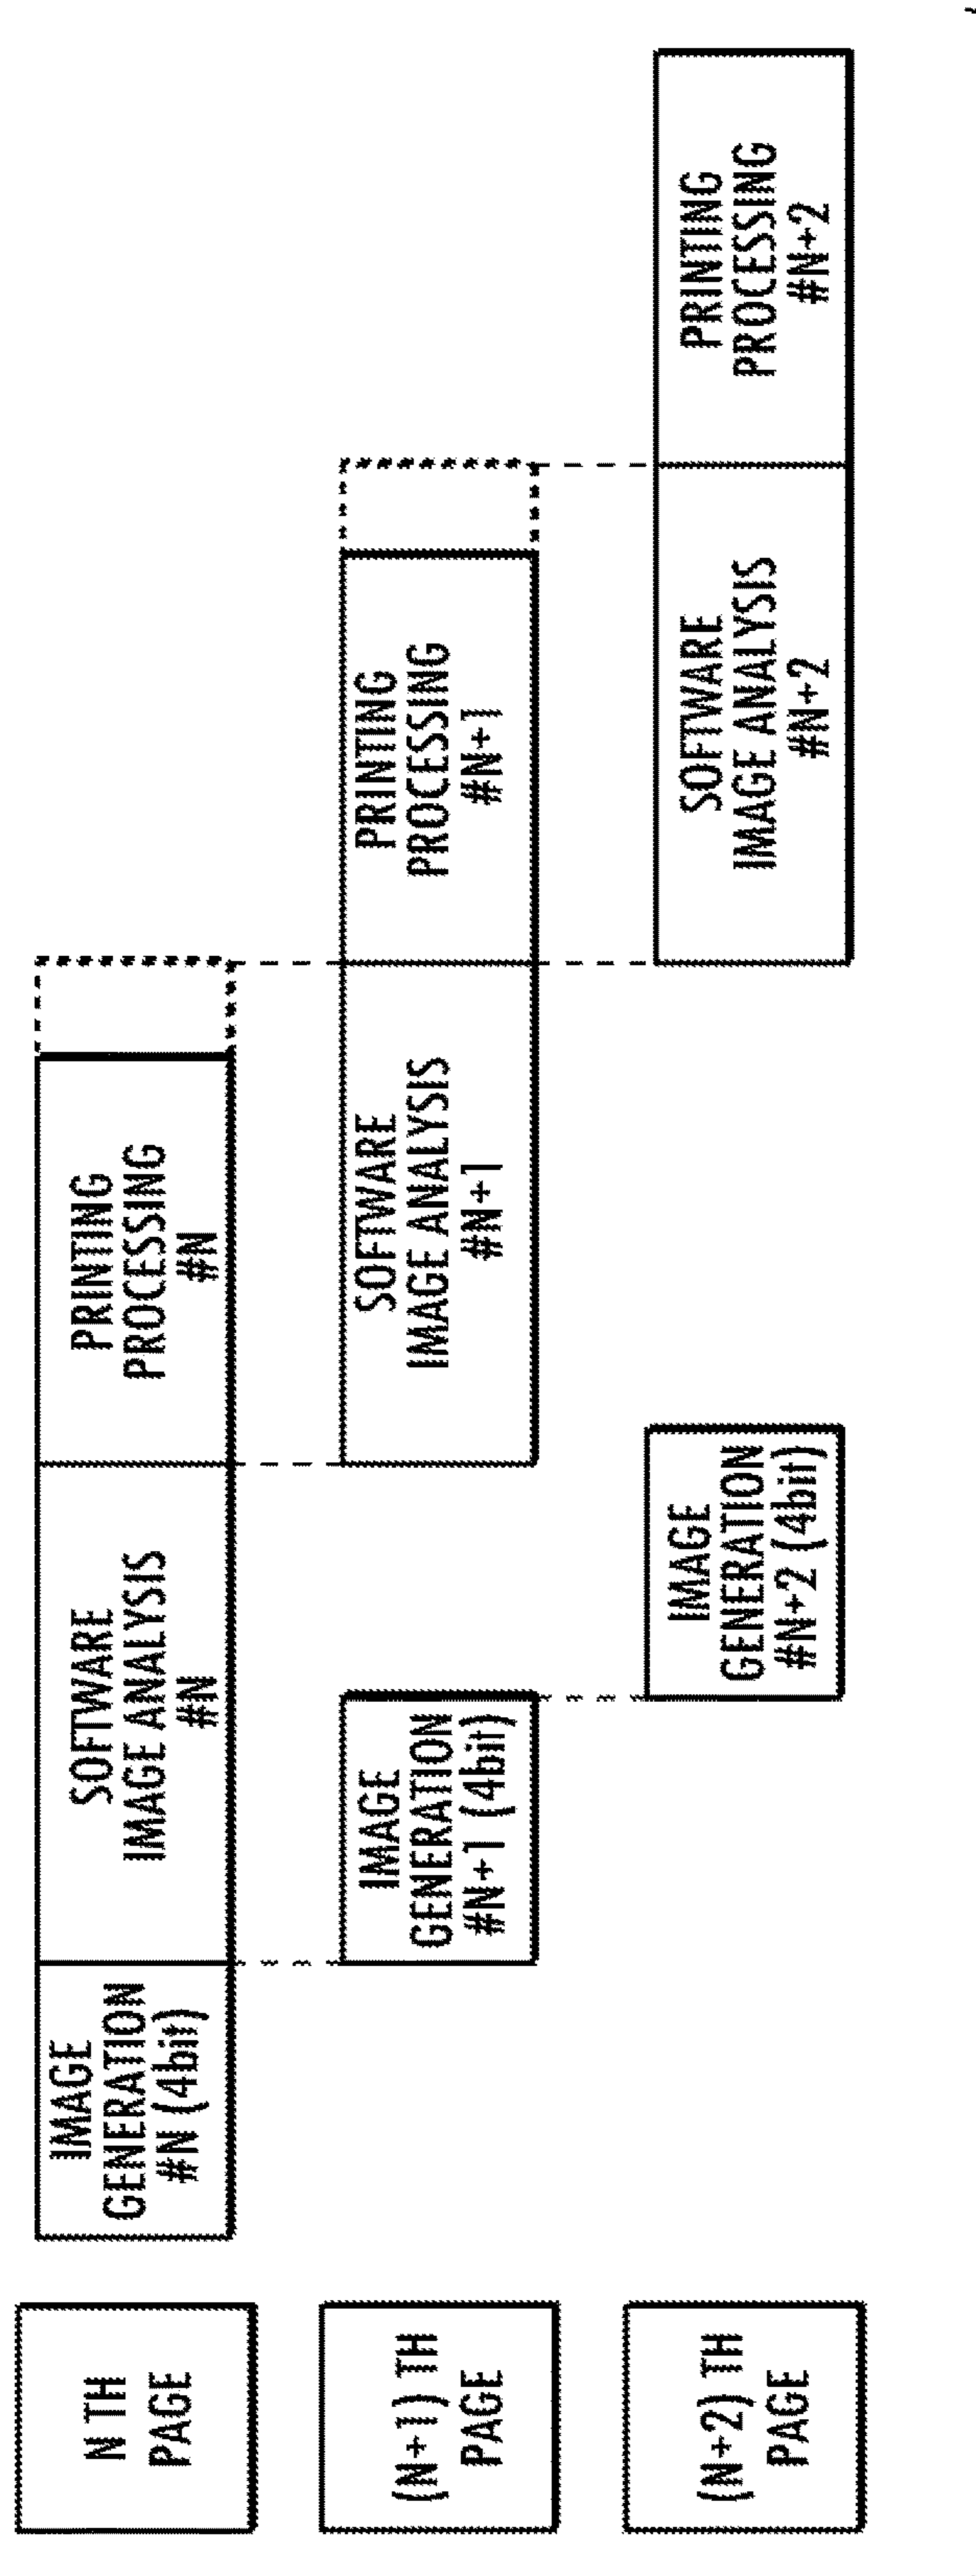 N TH
PAGE
IMAGE
GENERATION
#N (4bit)
SOFTWARE
IMAGE ANALYSIS
#N
PRINTING
PROCESSING
#N
(N+1) TH
PAGE
IMAGE
GENERATION
#N+1 (4bit)
SOFTWARE
IMAGE ANALYSIS
#N+1
PRINTING
PROCESSING
#N+1
(N+2) TH
PAGE
IMAGE
GENERATION
#N+2 (4bit)
SOFTWARE
IMAGE ANALYSIS
#N+2
PRINTING
PROCESSING
#N+2